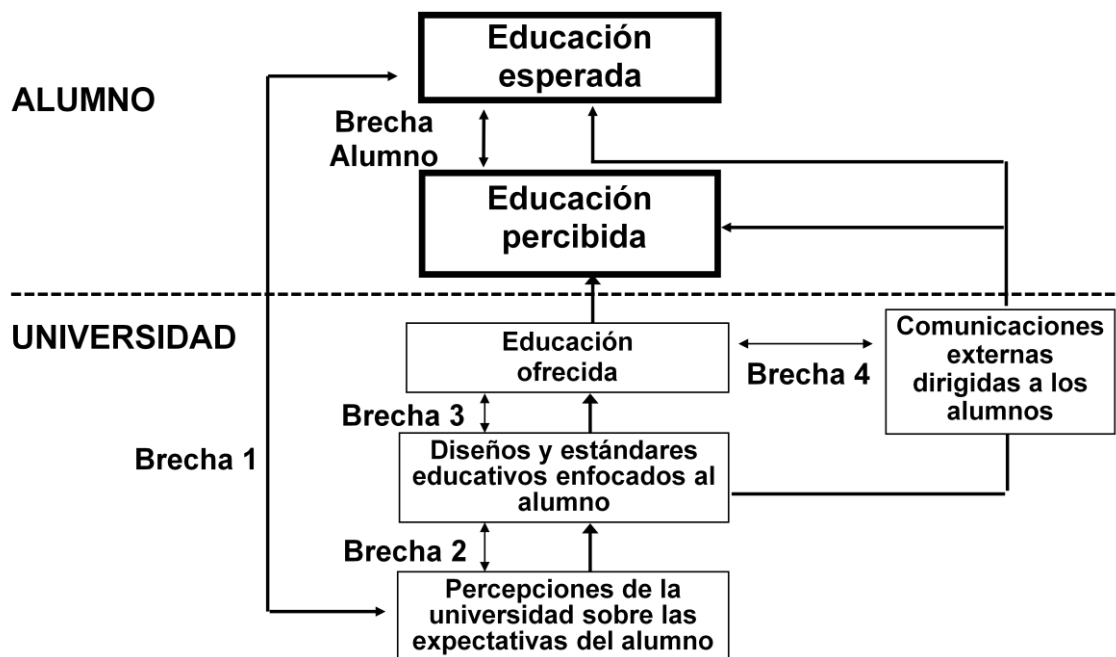 Educación
esperada
ALUMNO
Brecha
Alumno
Educación
percibida
UNIVERSIDAD
Educación
ofrecida
Comunicaciones
externas
dirigidas a los
alumnos
Brecha 4
Brecha 3
Diseños y estándares
educativos enfocados al
alumno
Brecha 1
Brecha 2
Percepciones de la
universidad sobre las
expectativas del alumno